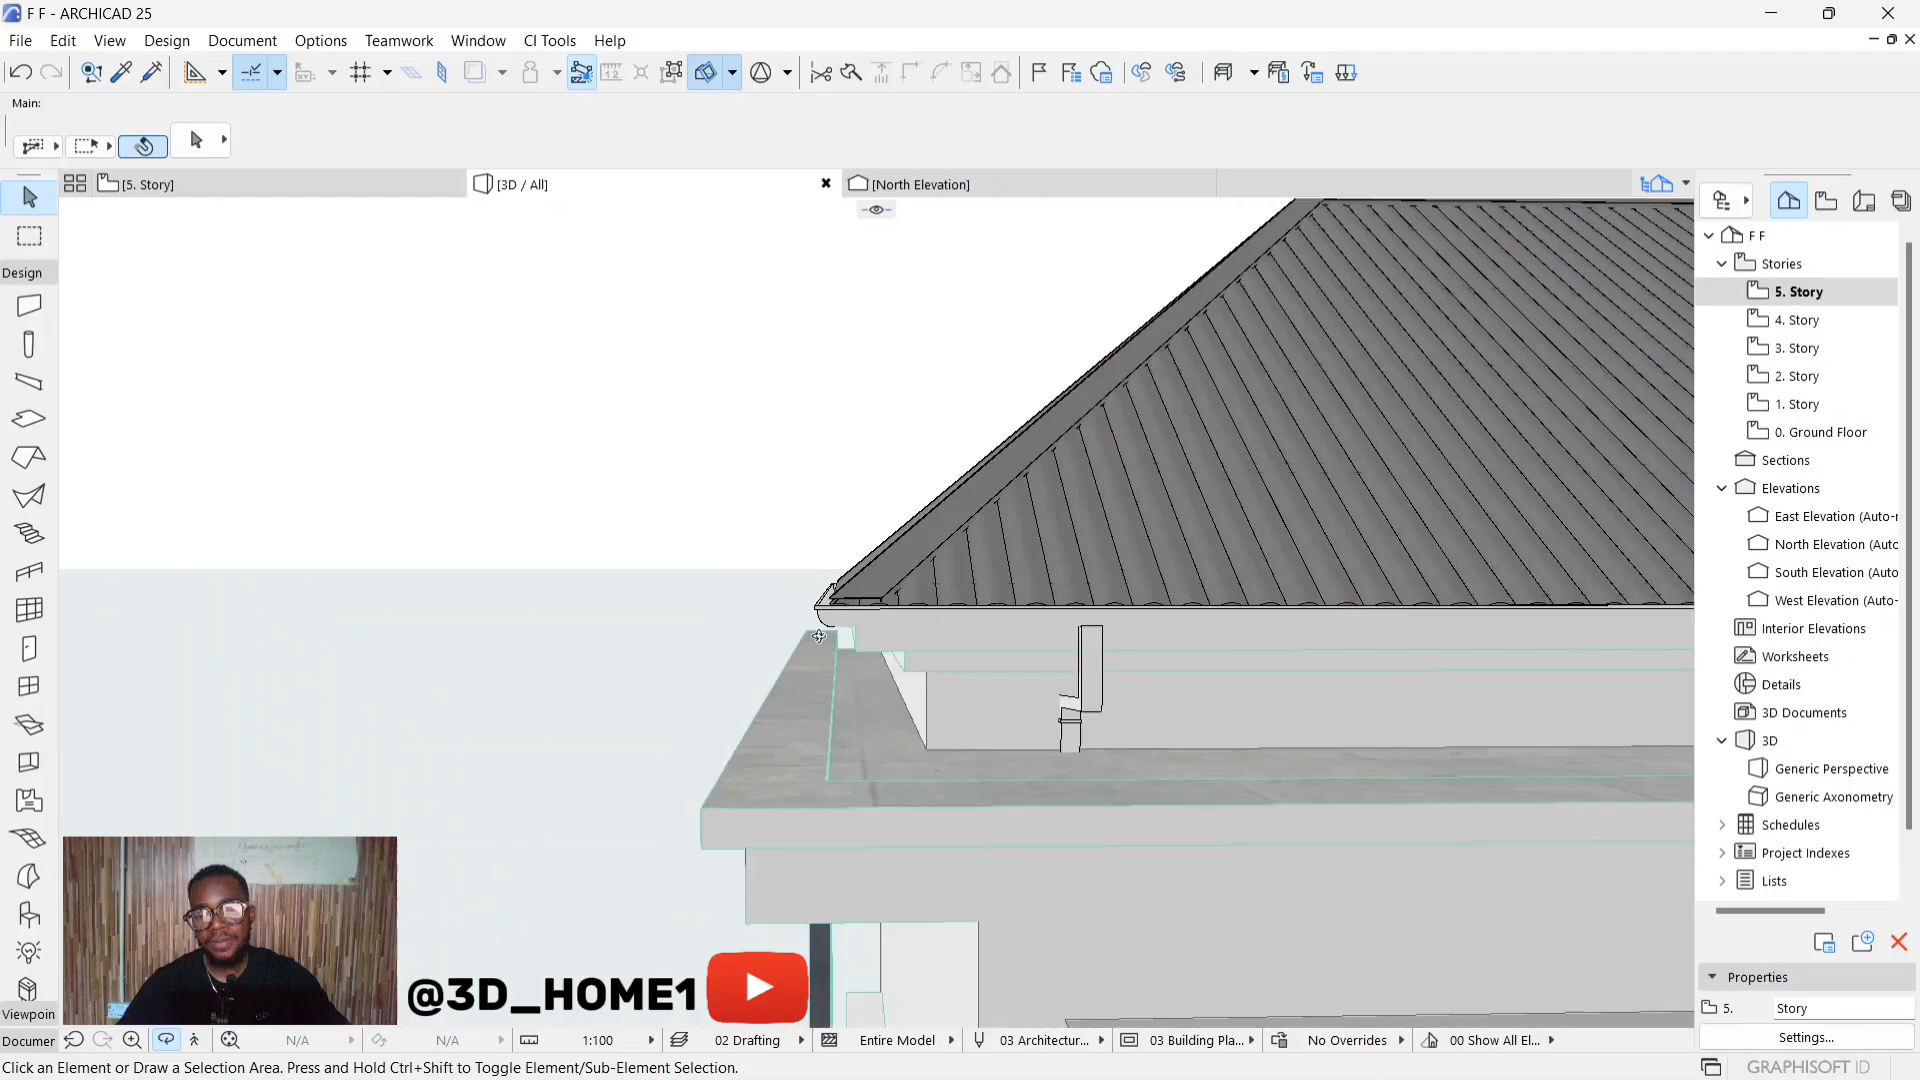 F F - ARCHICAD 25
File Edit View Design Document Options Teamwork Window CI Tools Help
Main:
[5. Story]
[3D / All]
[North Elevation]
Design
F F
Stories
5. Story
4. Story
3. Story
2. Story
1. Story
0. Ground Floor
Sections
Elevations
East Elevation (Auto-r
North Elevation (Auto
South Elevation (Auto
West Elevation (Auto-
Interior Elevations
Worksheets
Details
3D Documents
3D
Generic Perspective
Generic Axonometry
Schedules
Project Indexes
Lists
Properties
5. Story
Settings...
@3D_HOME1
Viewpoin
Documer
N/A N/A 1:100 02 Drafting Entire Model 03 Architectur... 03 Building Pla... No Overrides 00 Show All El...
Click an Element or Draw a Selection Area. Press and Hold Ctrl+Shift to Toggle Element/Sub-Element Selection.
GRAPHISOFT ID